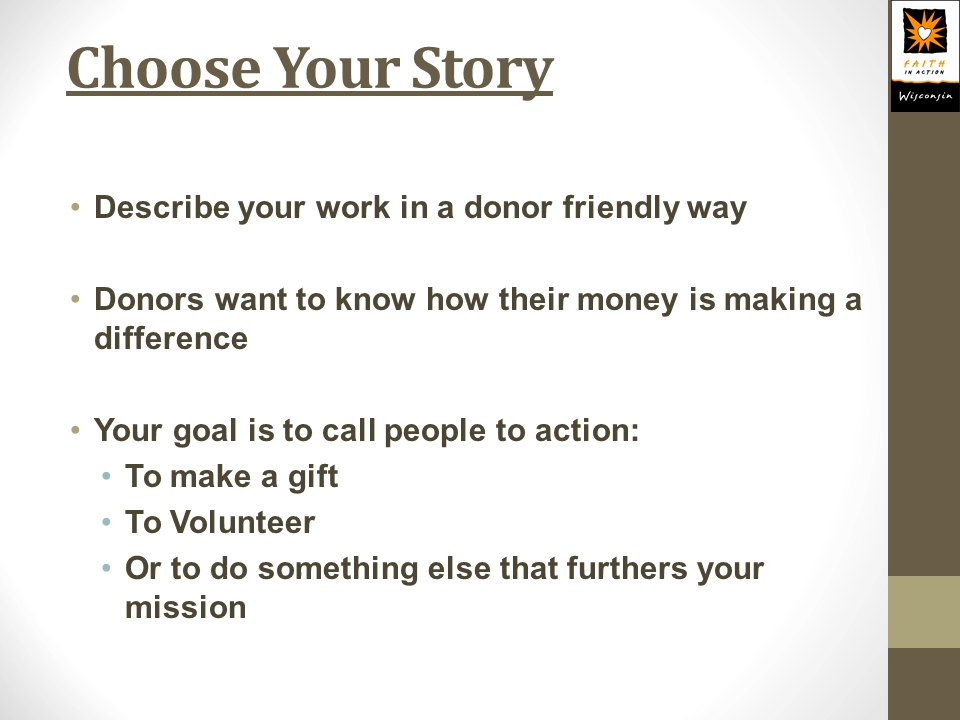 Choose Your Story
FAITH
IN ACTION
Wisconsin
• Describe your work in a donor friendly way
• Donors want to know how their money is making a
difference
• Your goal is to call people to action:
• To make a gift
• To Volunteer
• Or to do something else that furthers your
mission